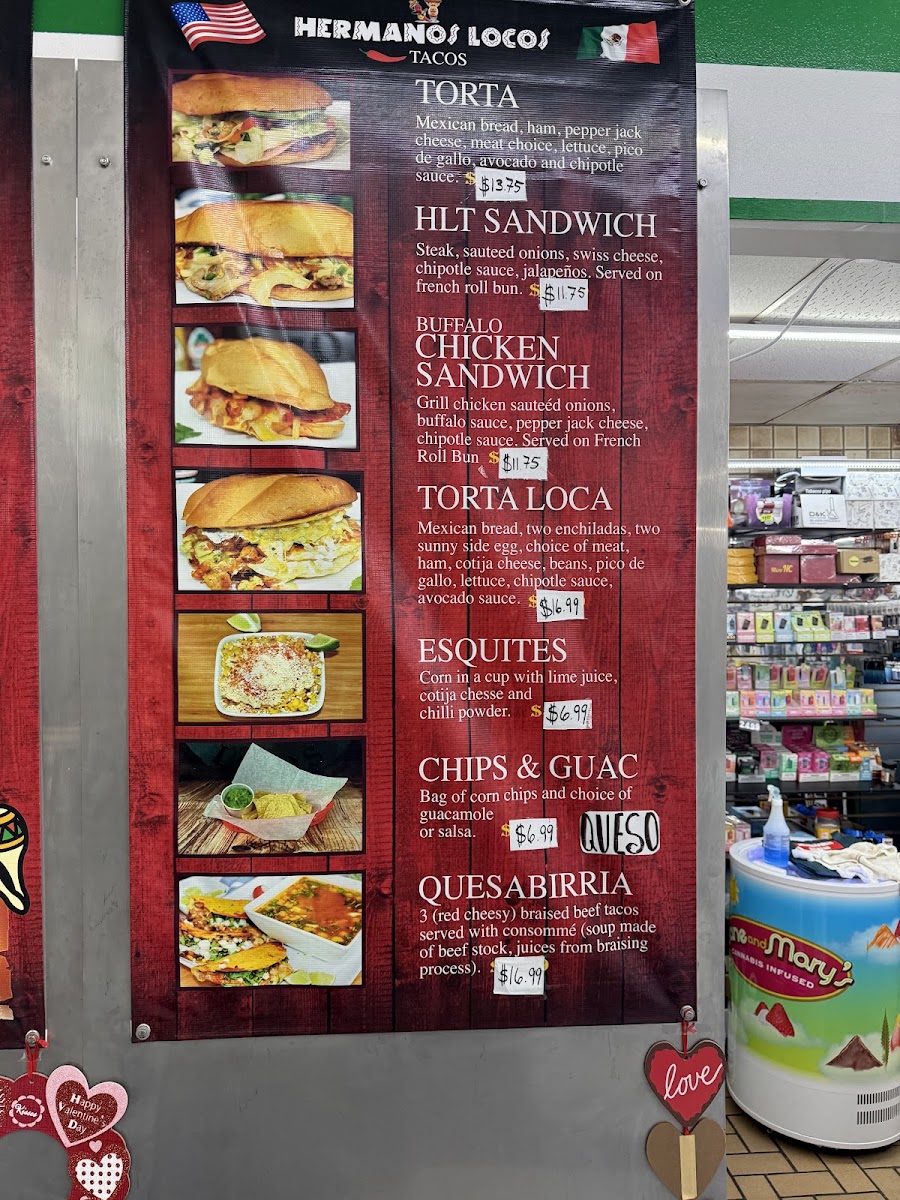 HERMANOS LOCOS
TACOS
TORTA
Mexican bread, ham, pepper jack
cheese, meat choice, lettuce, pico
de gallo, avocado and chipotle
sauce. $ $13.75
HLT SANDWICH
Steak, sauteed onions, swiss cheese,
chipotle sauce, jalapeños. Served on
french roll bun. $ $11.75
BUFFALO
CHICKEN
SANDWICH
Grill chicken sauteéd onions,
buffalo sauce, pepper jack cheese,
chipotle sauce. Served on French
Roll Bun $ $11.75
TORTA LOCA
Mexican bread, two enchiladas, two
sunny side egg, choice of meat,
ham, cotija cheese, beans, pico de
gallo, lettuce, chipotle sauce,
avocado sauce. $ $16.99
ESQUITES
Corn in a cup with lime juice,
cotija chesse and
chilli powder. $ $6.99
CHIPS & GUAC
Bag of corn chips and choice of
guacamole
or salsa. $ $6.99 QUESO
QUESABIRRIA
3 (red cheesy) braised beef tacos
served with consommé (soup made
of beef stock, juices from braising
process). $16.99
D&K
and Mary's
CANNABIS INFUSED
Happy
Valentine's
Day
love